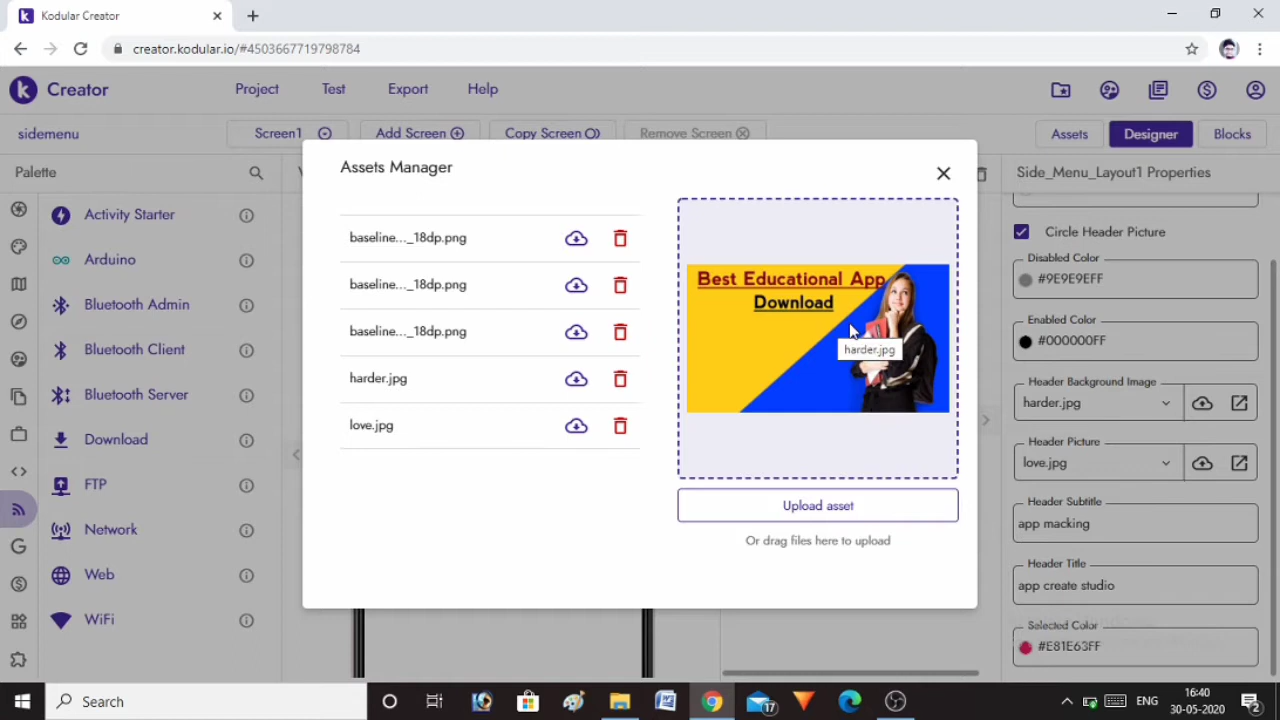 Kodular Creator
creator.kodular.io/#4503667719798784
Creator
Project
Test
Export
Help
sidemenu
Screen1
Add Screen
Copy Screen
Remove Screen
Assets
Designer
Blocks
Palette
Activity Starter
Arduino
Bluetooth Admin
Bluetooth Client
Bluetooth Server
Download
FTP
Network
Web
WiFi
Assets Manager
baseline..._18dp.png
baseline..._18dp.png
baseline..._18dp.png
harder.jpg
love.jpg
Best Educational App
Download
harder.jpg
Upload asset
Or drag files here to upload
Side_Menu_Layout1 Properties
Circle Header Picture
Disabled Color
#9E9E9EFF
Enabled Color
#000000FF
Header Background Image
harder.jpg
Header Picture
love.jpg
Header Subtitle
app macking
Header Title
app create studio
Selected Color
#E81E63FF
Search
17
ENG
16:40
30-05-2020
2